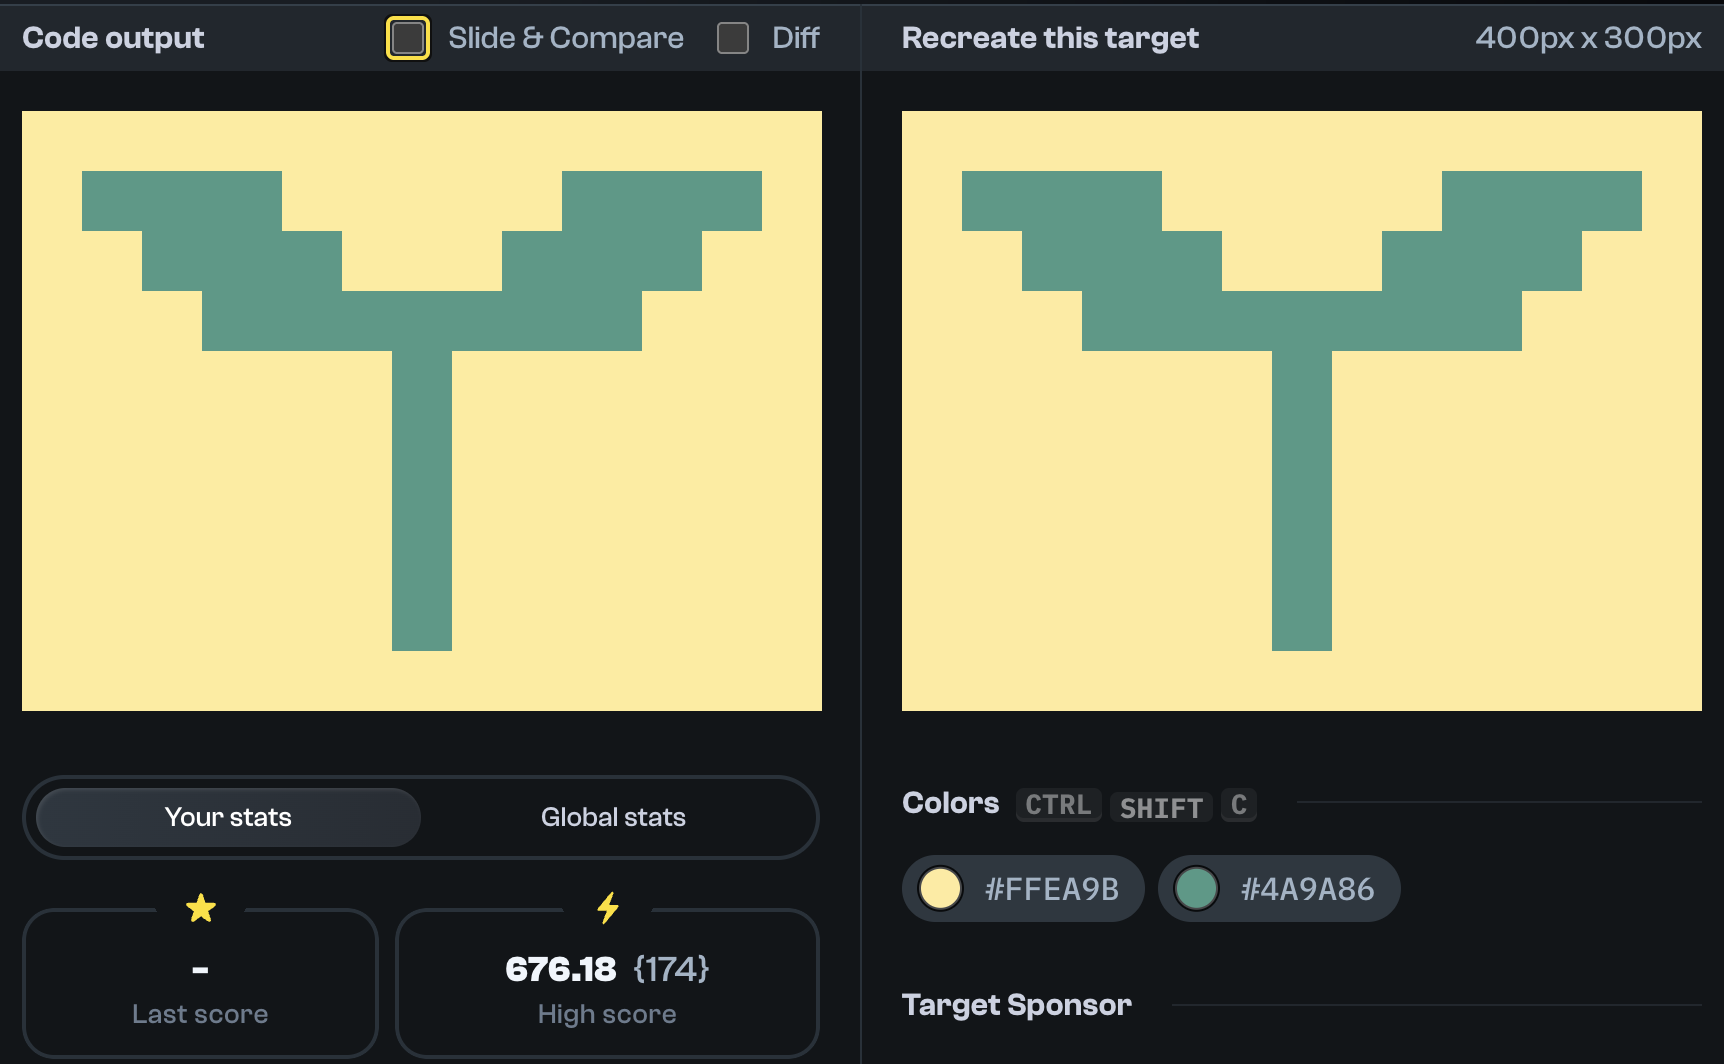 Code output
Slide & Compare
Diff
Recreate this target
400px x 300px
Your stats
Global stats
-
Last score
676.18 {174}
High score
Colors CTRL SHIFT C
#FFEA9B
#4A9A86
Target Sponsor